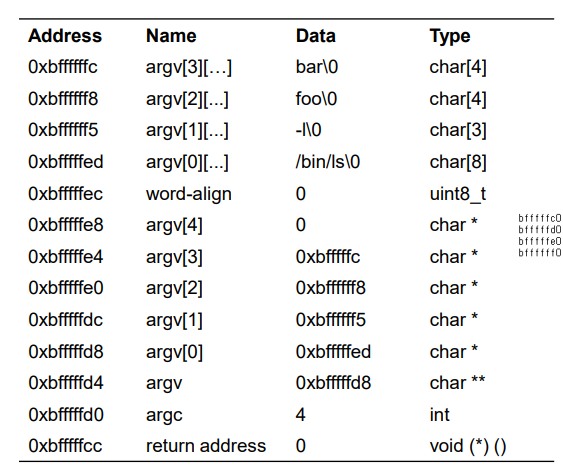 Address Name Data Type
0xbffffffc argv[3][…] bar\0 char[4]
0xbffffff8 argv[2][...] foo\0 char[4]
0xbffffff5 argv[1][...] -l\0 char[3]
0xbfffffed argv[0][...] /bin/ls\0 char[8]
0xbfffffec word-align 0 uint8_t
0xbfffffe8 argv[4] 0 char *
0xbfffffe4 argv[3] 0xbffffffc char *
0xbfffffe0 argv[2] 0xbffffff8 char *
0xbfffffdc argv[1] 0xbffffff5 char *
0xbfffffd8 argv[0] 0xbfffffed char *
0xbfffffd4 argv 0xbfffffd8 char **
0xbfffffd0 argc 4 int
0xbfffffcc return address 0 void (*) ()
bfffffc0
bfffffd0
bfffffe0
bffffff0